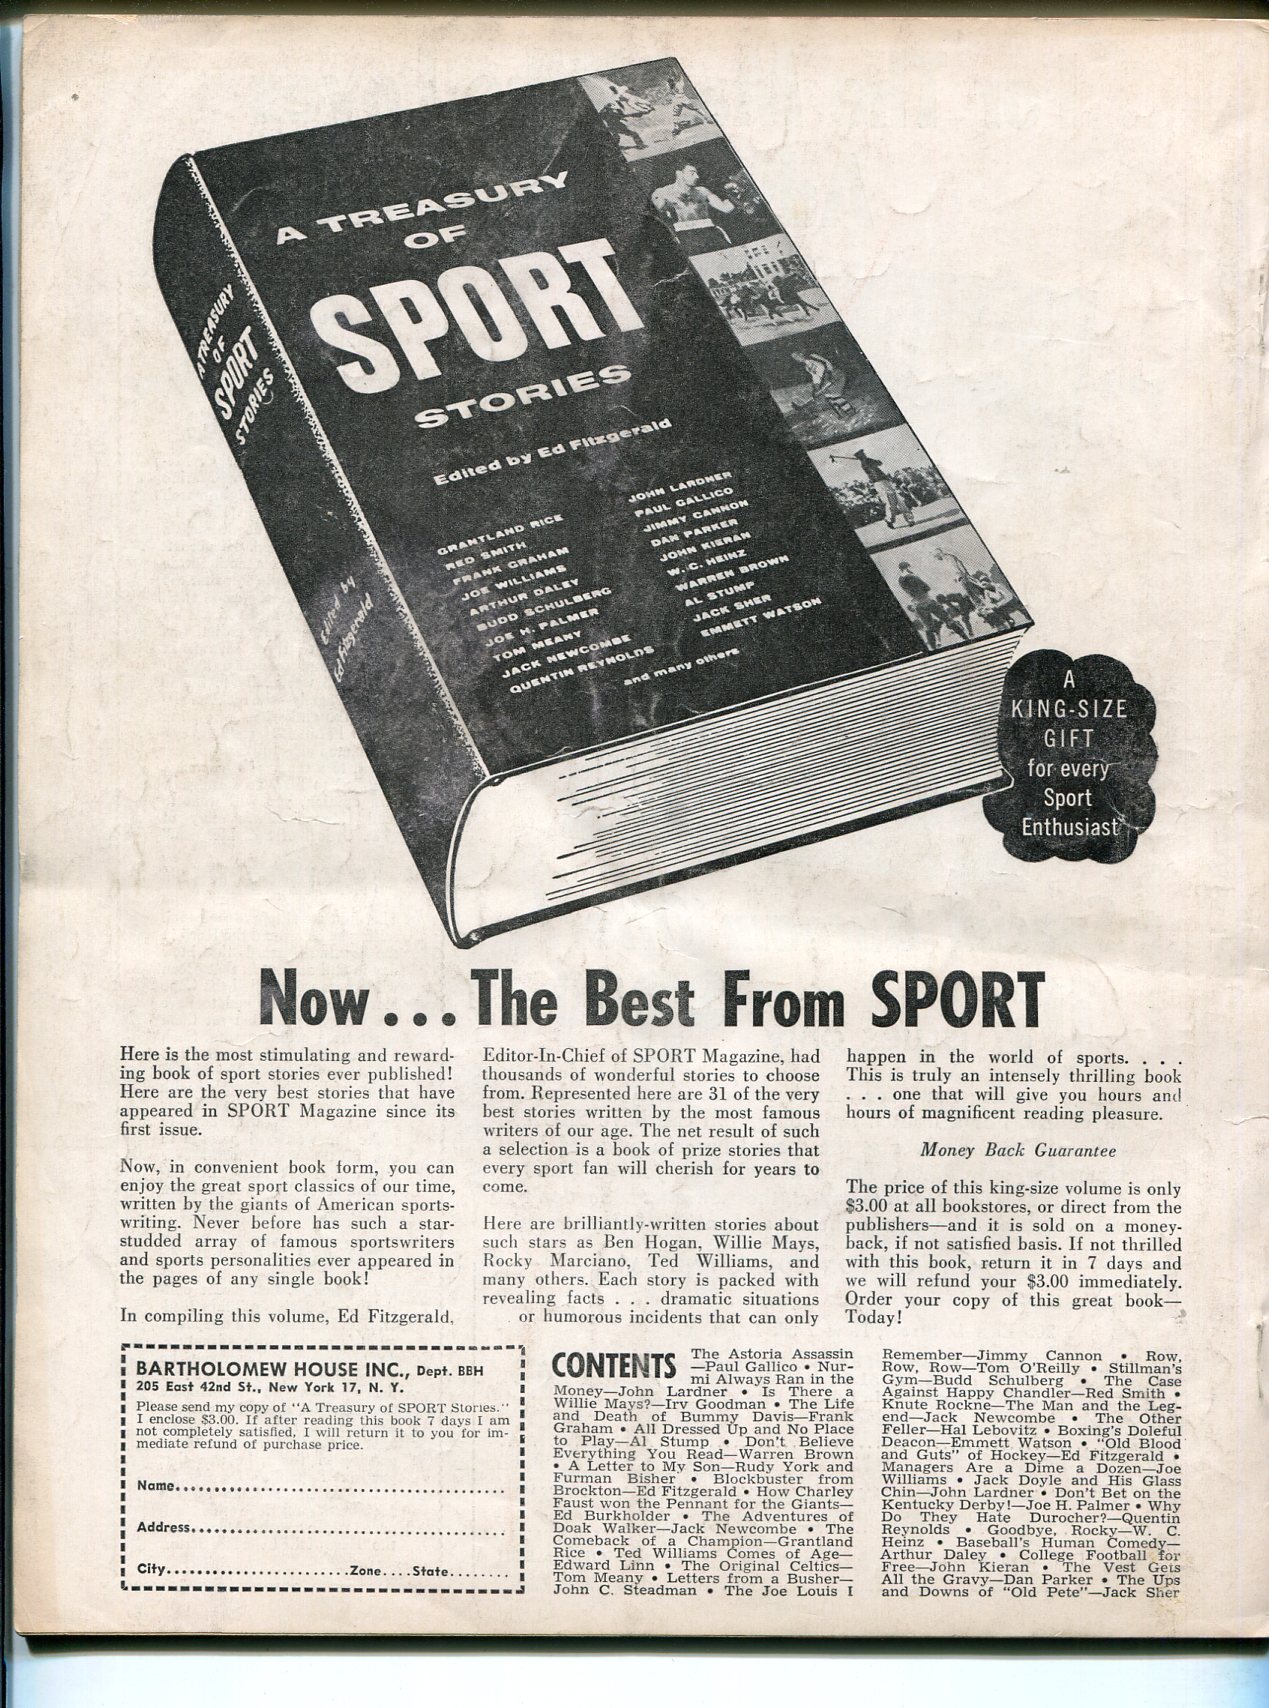 A TREASURY
OF
SPORT
STORIES
Edited by Ed Fitzgerald
GRANTLAND RICE
RED SMITH
FRANK GRAHAM
JOE WILLIAMS
ARTHUR DALEY
BUDD SCHULBERG
JOE H. PALMER
TOM MEANY
JACK NEWCOMBE
QUENTIN REYNOLDS
JOHN LARDNER
PAUL GALLICO
JIMMY CANNON
DAN PARKER
JOHN KIERAN
W. C. HEINZ
WARREN BROWN
AL STUMP
JACK SHER
EMMETT WATSON
and many others
A TREASURY
OF
SPORT
STORIES
Edited by
Ed Fitzgerald
A
KING-SIZE
GIFT
for every
Sport
Enthusiast
Now... The Best From SPORT
Here is the most stimulating and reward-
ing book of sport stories ever published!
Here are the very best stories that have
appeared in SPORT Magazine since its
first issue.
Now, in convenient book form, you can
enjoy the great sport classics of our time,
written by the giants of American sports-
writing. Never before has such a star-
studded array of famous sportswriters
and sports personalities ever appeared in
the pages of any single book!
In compiling this volume, Ed Fitzgerald,
Editor-In-Chief of SPORT Magazine, had
thousands of wonderful stories to choose
from. Represented here are 31 of the very
best stories written by the most famous
writers of our age. The net result of such
a selection is a book of prize stories that
every sport fan will cherish for years to
come.
Here are brilliantly-written stories about
such stars as Ben Hogan, Willie Mays,
Rocky Marciano, Ted Williams, and
many others. Each story is packed with
revealing facts . . . dramatic situations
. . or humorous incidents that can only
happen in the world of sports. . . .
This is truly an intensely thrilling book
. . . one that will give you hours and
hours of magnificent reading pleasure.
Money Back Guarantee
The price of this king-size volume is only
$3.00 at all bookstores, or direct from the
publishers—and it is sold on a money-
back, if not satisfied basis. If not thrilled
with this book, return it in 7 days and
we will refund your $3.00 immediately.
Order your copy of this great book—
Today!
BARTHOLOMEW HOUSE INC., Dept. BBH
205 East 42nd St., New York 17, N. Y.
Please send my copy of "A Treasury of SPORT Stories."
I enclose $3.00. If after reading this book 7 days I am
not completely satisfied, I will return it to you for im-
mediate refund of purchase price.
Name
Address
City Zone State
CONTENTS The Astoria Assassin
—Paul Gallico • Nur-
mi Always Ran in the
Money—John Lardner • Is There a
Willie Mays?—Irv Goodman • The Life
and Death of Bummy Davis—Frank
Graham • All Dressed Up and No Place
to Play—Al Stump • Don't Believe
Everything You Read—Warren Brown
• A Letter to My Son—Rudy York and
Furman Bisher • Blockbuster from
Brockton—Ed Fitzgerald • How Charley
Faust won the Pennant for the Giants—
Ed Burkholder • The Adventures of
Doak Walker—Jack Newcombe • The
Comeback of a Champion—Grantland
Rice • Ted Williams Comes of Age—
Edward Linn • The Original Celtics—
Tom Meany • Letters from a Busher—
John C. Steadman • The Joe Louis I
Remember—Jimmy Cannon • Row,
Row, Row—Tom O'Reilly • Stillman's
Gym—Budd Schulberg • The Case
Against Happy Chandler—Red Smith •
Knute Rockne—The Man and the Leg-
end—Jack Newcombe • The Other
Feller—Hal Lebovitz • Boxing's Doleful
Deacon—Emmett Watson • "Old Blood
and Guts" of Hockey—Ed Fitzgerald •
Managers Are a Dime a Dozen—Joe
Williams • Jack Doyle and His Glass
Chin—John Lardner • Don't Bet on the
Kentucky Derby!—Joe H. Palmer • Why
Do They Hate Durocher?—Quentin
Reynolds • Goodbye, Rocky—W. C.
Heinz • Baseball's Human Comedy—
Arthur Daley • College Football for
Free—John Kieran • The Vest Gets
All the Gravy—Dan Parker • The Ups
and Downs of "Old Pete"—Jack Sher